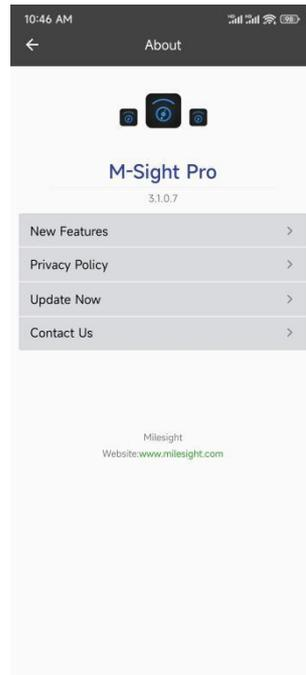 10:46 AM
98
About
M-Sight Pro
3.1.0.7
New Features
Privacy Policy
Update Now
Contact Us
Milesight
Website:www.milesight.com